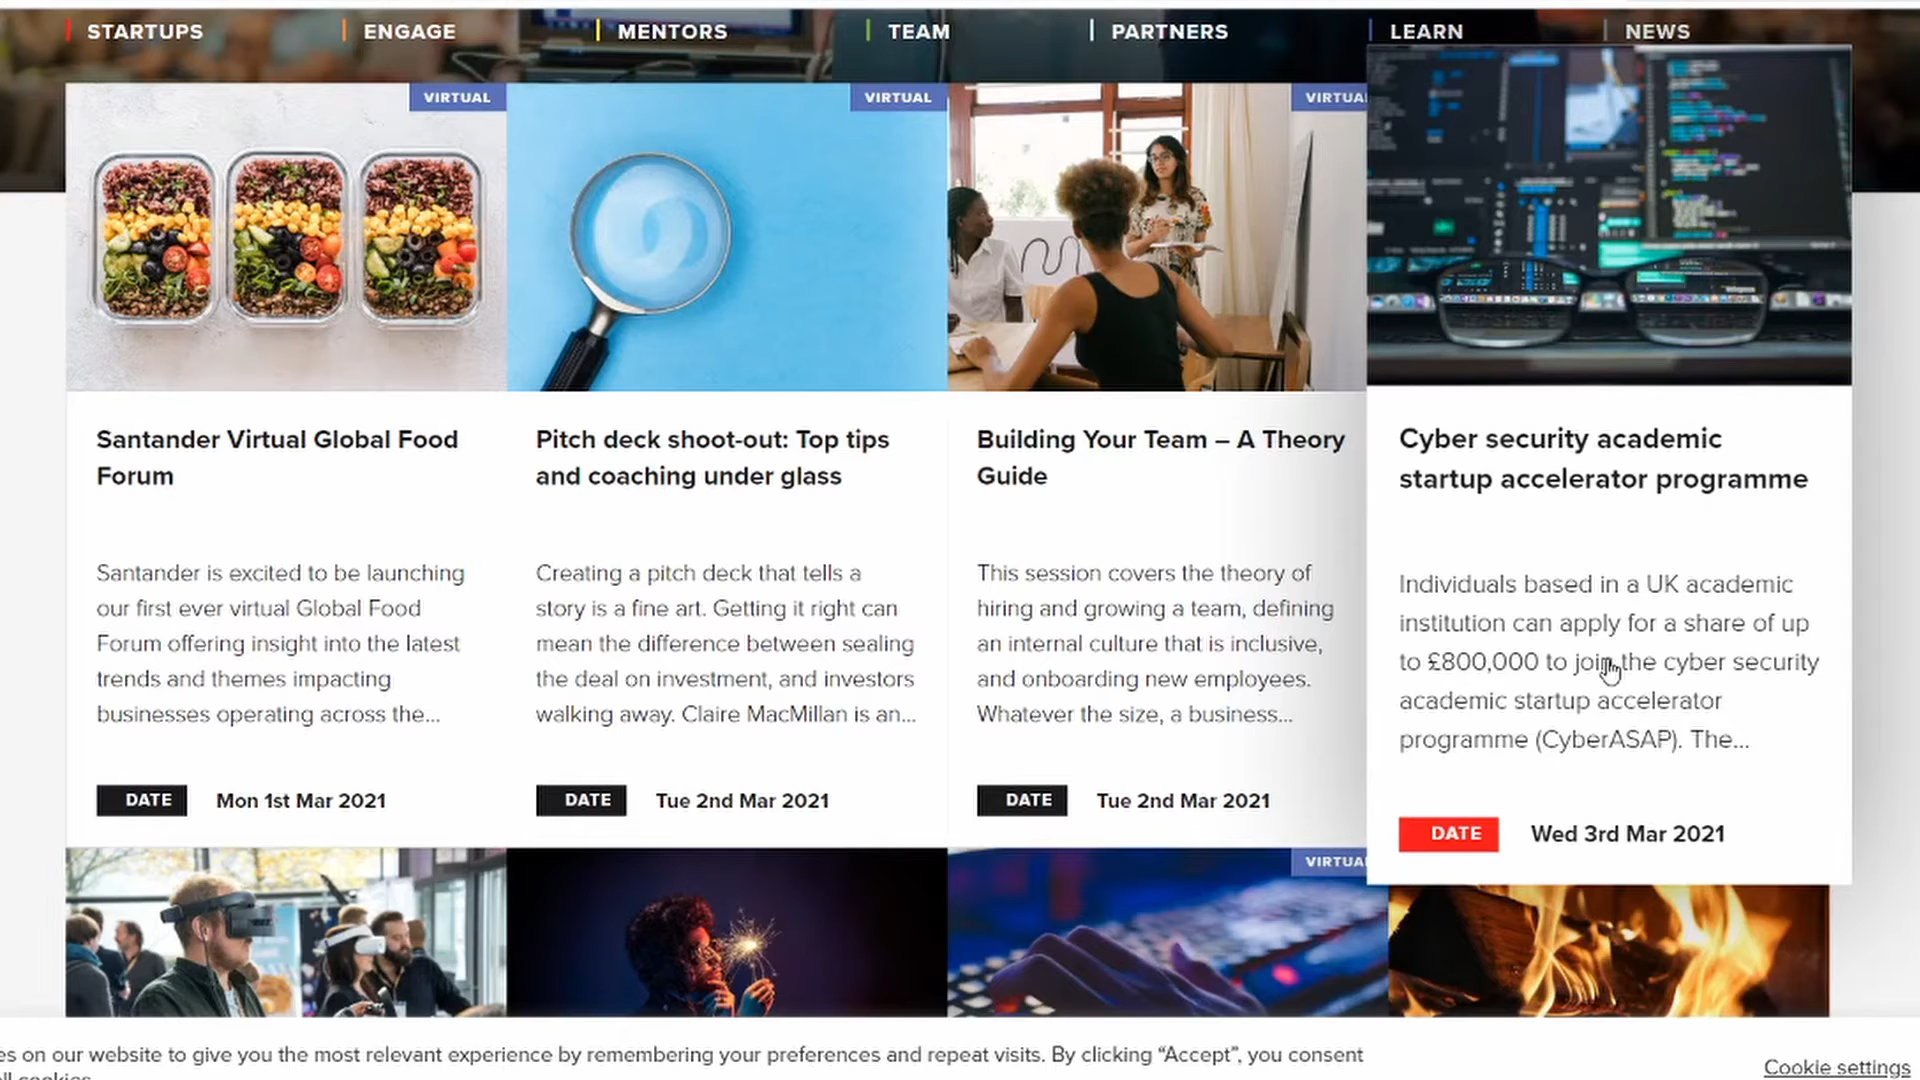 STARTUPS
ENGAGE
MENTORS
TEAM
PARTNERS
LEARN
NEWS
VIRTUAL
VIRTUAL
VIRTUA
Santander Virtual Global Food
Forum
Santander is excited to be launching
our first ever virtual Global Food
Forum offering insight into the latest
trends and themes impacting
businesses operating across the...
DATE Mon 1st Mar 2021
Pitch deck shoot-out: Top tips
and coaching under glass
Creating a pitch deck that tells a
story is a fine art. Getting it right can
mean the difference between sealing
the deal on investment, and investors
walking away. Claire MacMillan is an...
DATE Tue 2nd Mar 2021
Building Your Team – A Theory
Guide
This session covers the theory of
hiring and growing a team, defining
an internal culture that is inclusive,
and onboarding new employees.
Whatever the size, a business...
DATE Tue 2nd Mar 2021
Cyber security academic
startup accelerator programme
Individuals based in a UK academic
institution can apply for a share of up
to £800,000 to join the cyber security
academic startup accelerator
programme (CyberASAP). The...
DATE Wed 3rd Mar 2021
VIRTUA
es on our website to give you the most relevant experience by remembering your preferences and repeat visits. By clicking “Accept”, you consent
ll cookies
Cookie settings